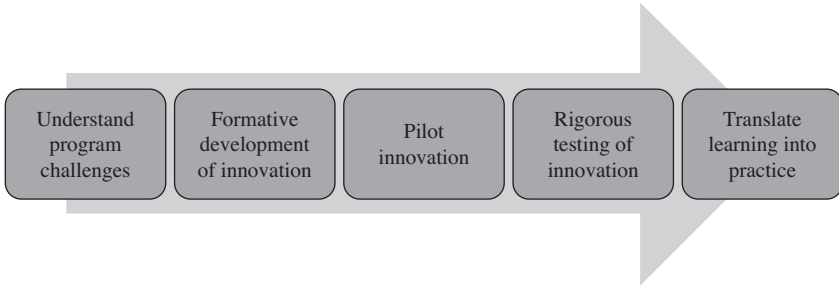 Understand
program
challenges
Formative
development
of innovation
Pilot
innovation
Rigorous
testing of
innovation
Translate
learning into
practice